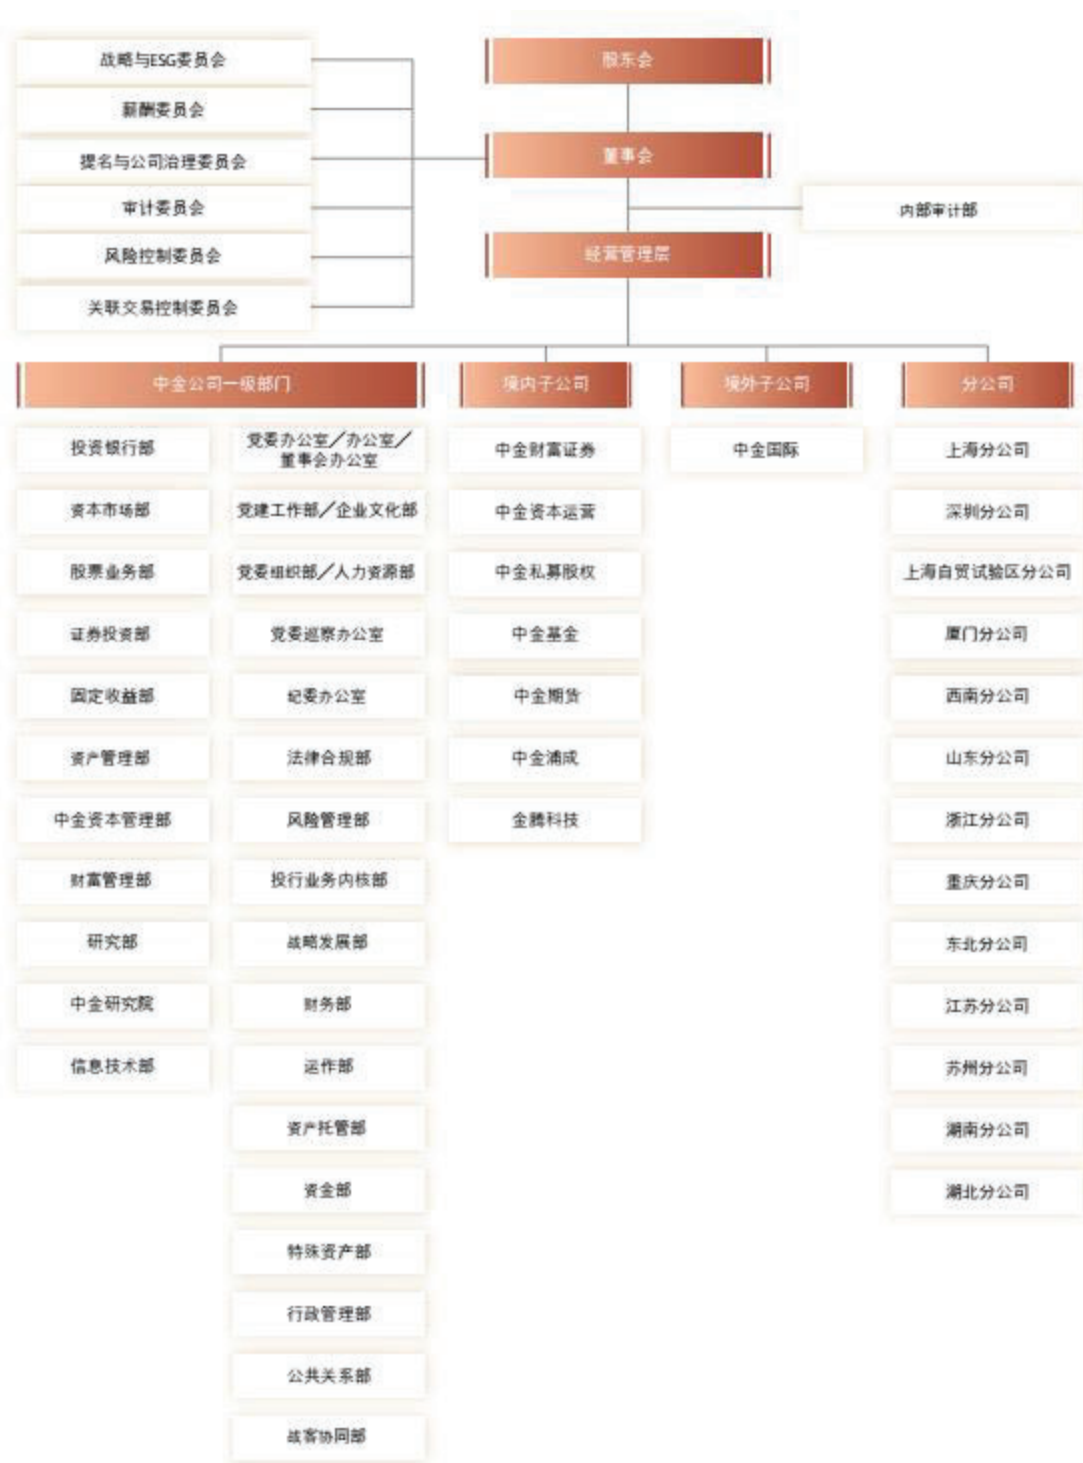 股东会
董事会
战略与ESG委员会
薪酬委员会
提名与公司治理委员会
审计委员会
风险控制委员会
关联交易控制委员会
内部审计部
经营管理层
中金公司一级部门
投资银行部
资本市场部
股票业务部
证券投资部
固定收益部
资产管理部
中金资本管理部
财富管理部
研究部
中金研究院
信息技术部
党委办公室/办公室/
董事会办公室
党建工作部/企业文化部
党委组织部/人力资源部
党委巡察办公室
纪委办公室
法律合规部
风险管理部
投行业务内核部
战略发展部
财务部
运作部
资产托管部
资金部
特殊资产部
行政管理部
公共关系部
战客协同部
境内子公司
中金财富证券
中金资本运营
中金私募股权
中金基金
中金期货
中金浦成
金腾科技
境外子公司
中金国际
分公司
上海分公司
深圳分公司
上海自贸试验区分公司
厦门分公司
西南分公司
山东分公司
浙江分公司
重庆分公司
东北分公司
江苏分公司
苏州分公司
湖南分公司
湖北分公司